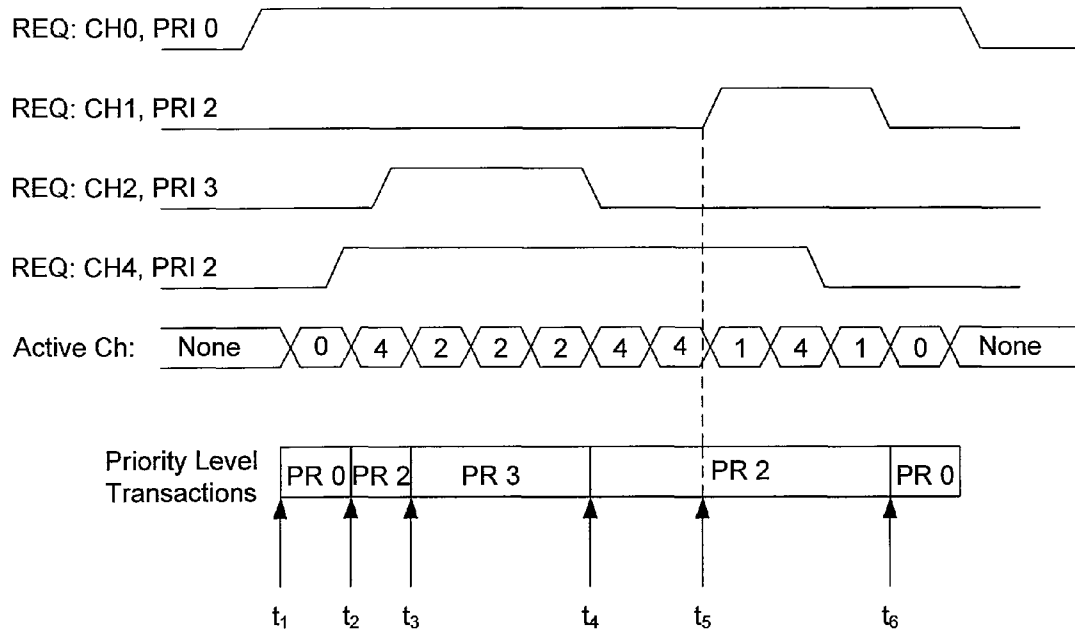 REQ: CH0, PRI 0
REQ: CH1, PRI 2
REQ: CH2, PRI 3
REQ: CH4, PRI 2
Active Ch: None 0 4 2 2 2 4 4 1 4 1 0 None
Priority Level
Transactions
PR 0 PR 2 PR 3 PR 2 PR 0
t₁ t₂ t₃ t₄ t₅ t₆